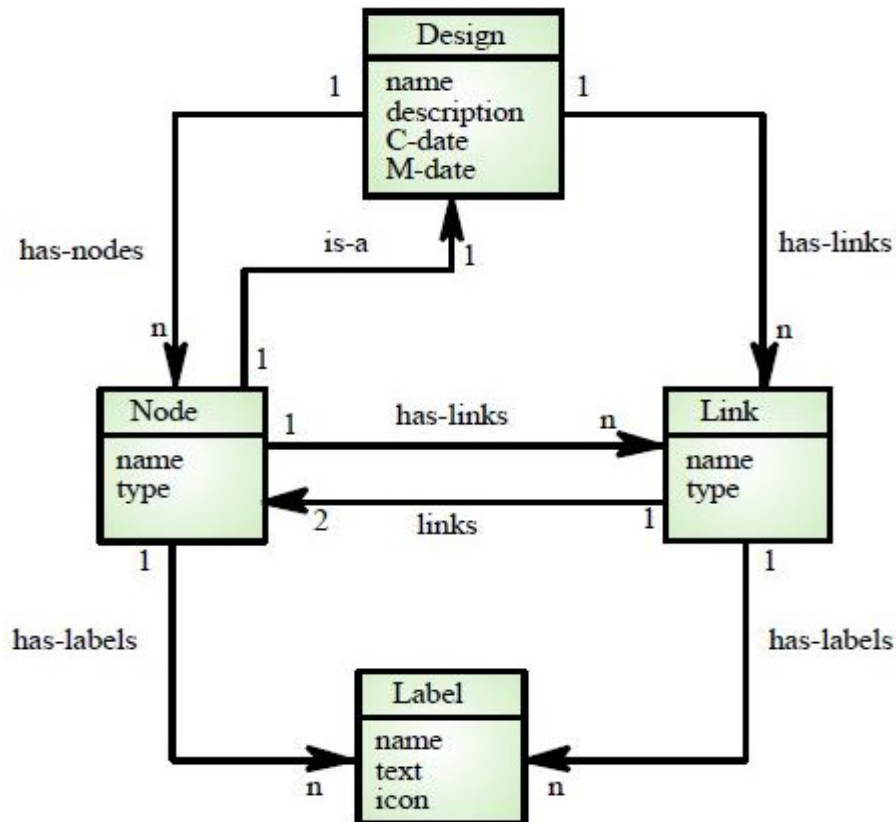 Design
1
1
name
description
C-date
M-date
has-nodes
is-a
1
has-links
n
1
n
Node
1
has-links
n
Link
name
type
name
type
2
links
1
1
1
has-labels
has-labels
Label
name
text
icon
n
n